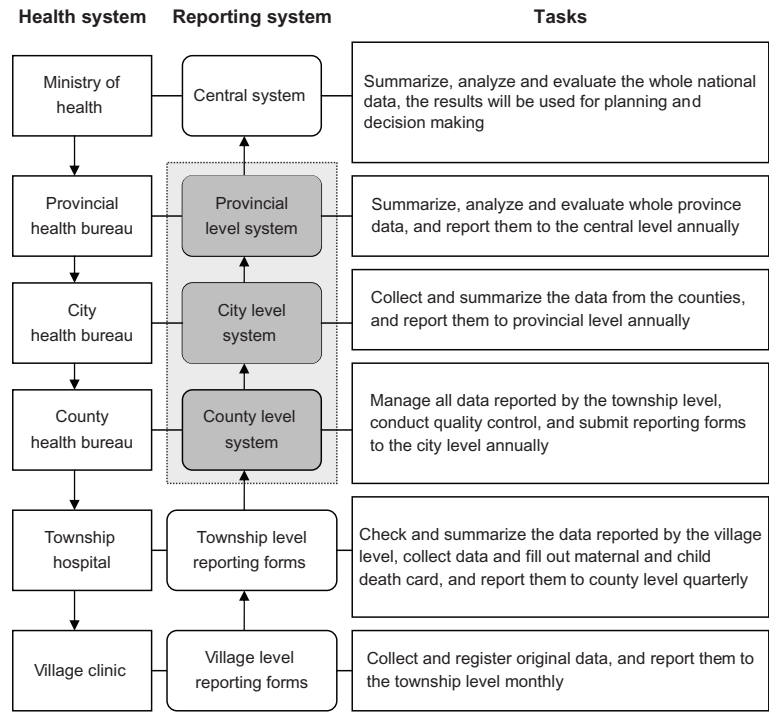 Health system
Reporting system
Tasks
Ministry of
health
Central system
Summarize, analyze and evaluate the whole national
data, the results will be used for planning and
decision making
Provincial
health bureau
Provincial
level system
Summarize, analyze and evaluate whole province
data, and report them to the central level annually
City
health bureau
City level
system
Collect and summarize the data from the counties,
and report them to provincial level annually
County
health bureau
County level
system
Manage all data reported by the township level,
conduct quality control, and submit reporting forms
to the city level annually
Township
hospital
Township level
reporting forms
Check and summarize the data reported by the village
level, collect data and fill out maternal and child
death card, and report them to county level quarterly
Village clinic
Village level
reporting forms
Collect and register original data, and report them to
the township level monthly